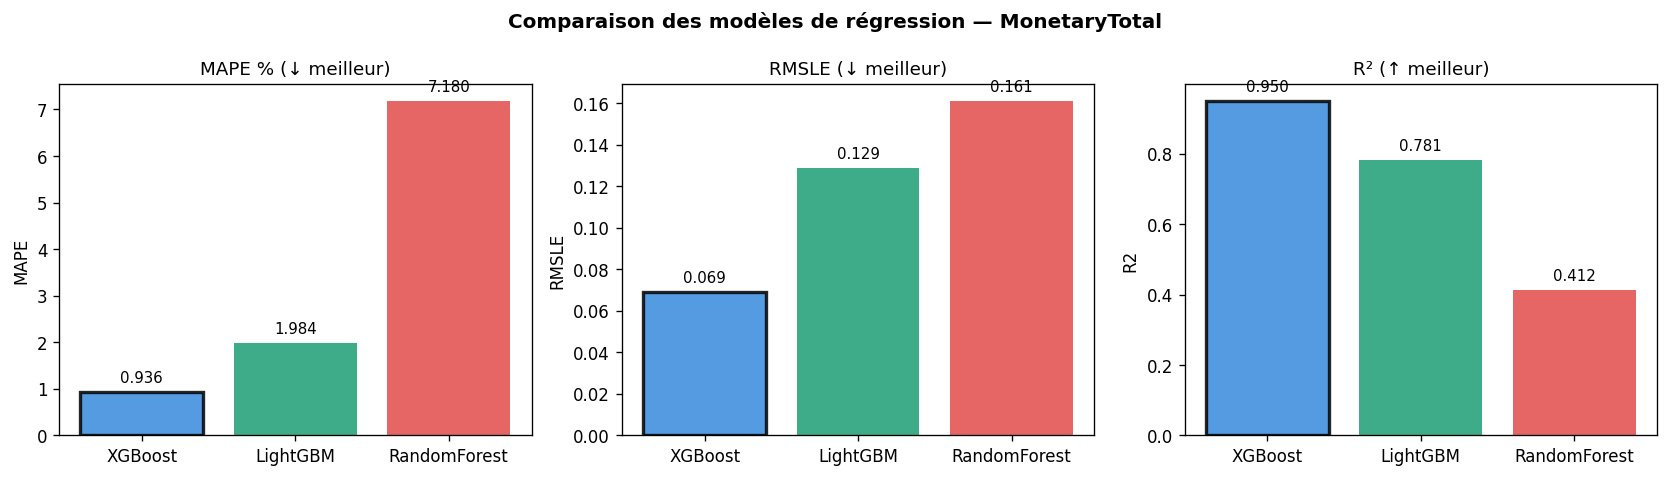 Comparaison des modèles de régression — MonetaryTotal
MAPE % (↓ meilleur)
MAPE
7
6
5
4
3
2
1
0
0.936
1.984
7.180
XGBoost
LightGBM
RandomForest
RMSLE (↓ meilleur)
RMSLE
0.16
0.14
0.12
0.10
0.08
0.06
0.04
0.02
0.00
0.069
0.129
0.161
XGBoost
LightGBM
RandomForest
R² (↑ meilleur)
R2
0.8
0.6
0.4
0.2
0.0
0.950
0.781
0.412
XGBoost
LightGBM
RandomForest